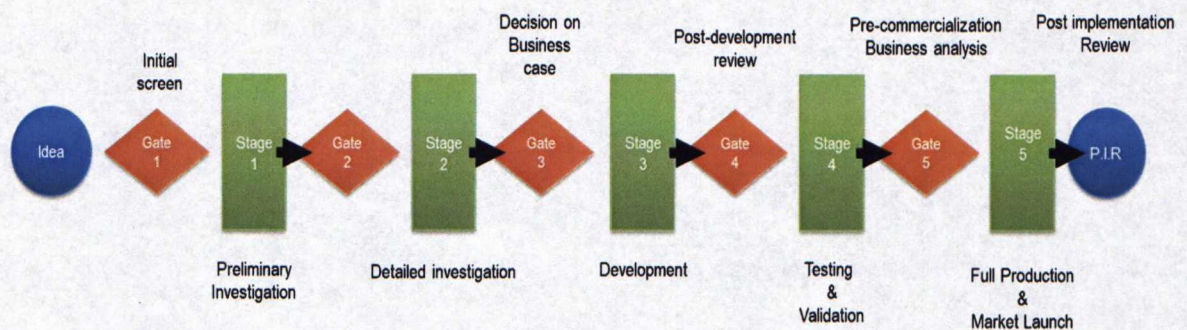 Initial
screen
Decision on
Business
case
Post-development
review
Pre-commercialization
Business analysis
Post implementation
Review
Idea
Gate
1
Stage
1
Gate
2
Stage
2
Gate
3
Stage
3
Gate
4
Stage
4
Gate
5
Stage
5
P.I.R
Preliminary
Investigation
Detailed investigation
Development
Testing
&
Validation
Full Production
&
Market Launch